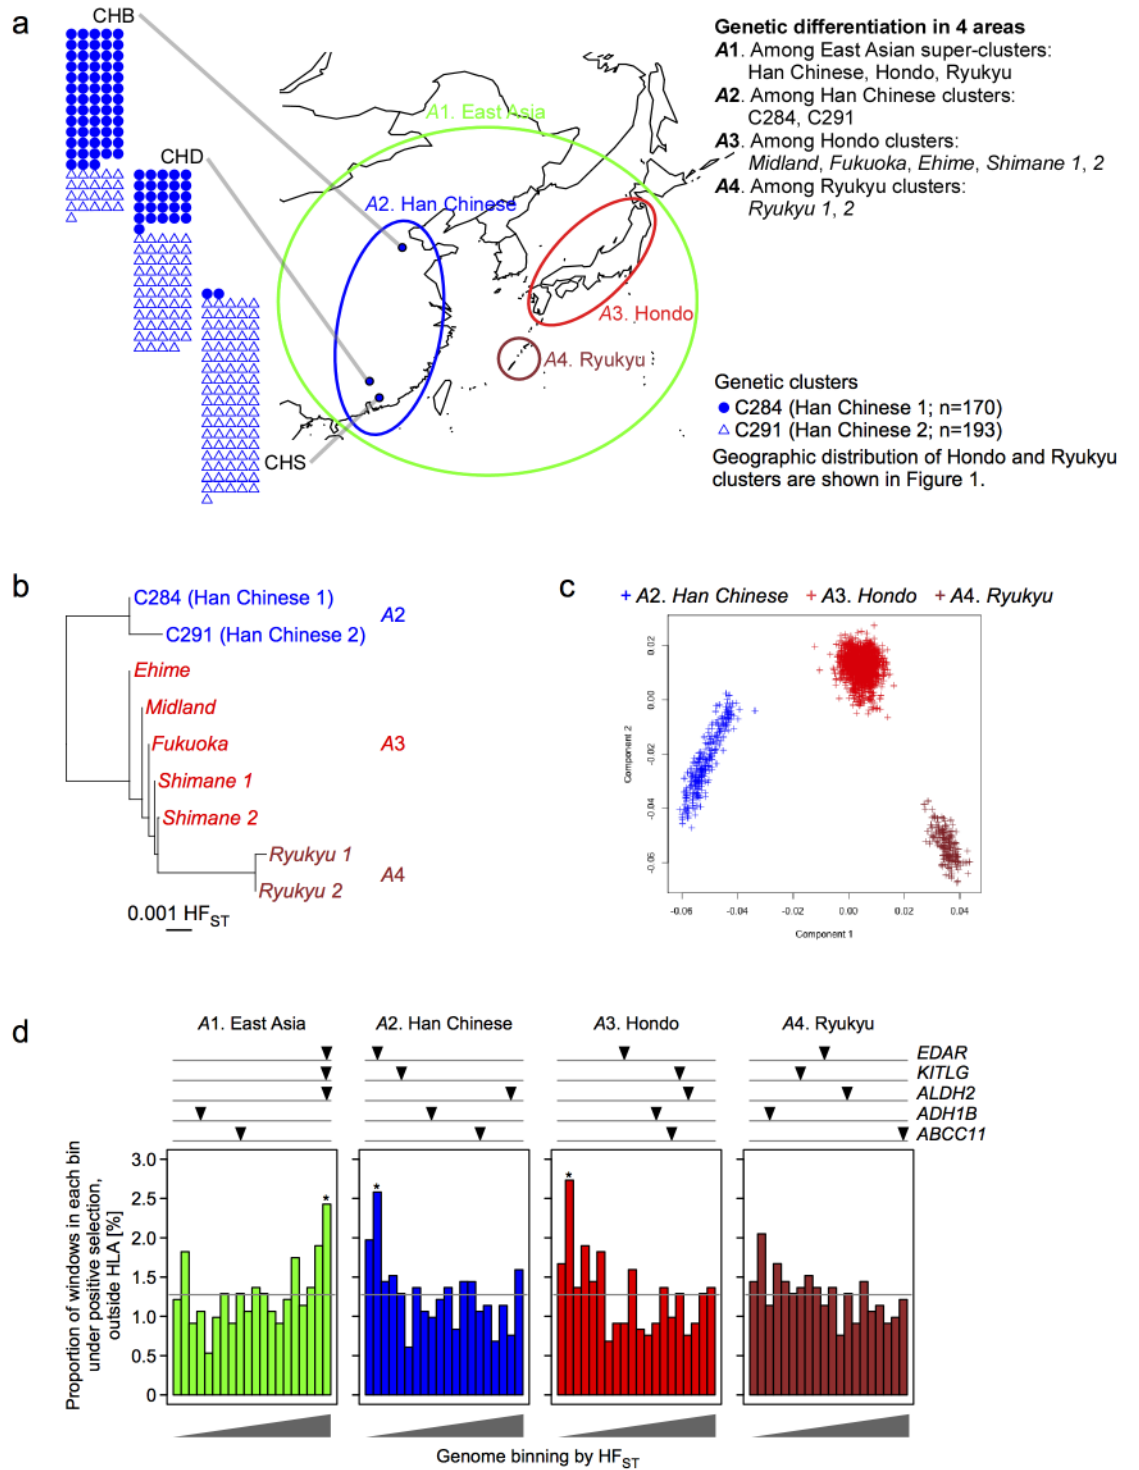 a
CHB
CHD
CHS
A1. East Asia
A2. Han Chinese
A3. Hondo
A4. Ryukyu
Genetic differentiation in 4 areas
A1. Among East Asian super-clusters:
Han Chinese, Hondo, Ryukyu
A2. Among Han Chinese clusters:
C284, C291
A3. Among Hondo clusters:
Midland, Fukuoka, Ehime, Shimane 1, 2
A4. Among Ryukyu clusters:
Ryukyu 1, 2
Genetic clusters
C284 (Han Chinese 1; n=170)
C291 (Han Chinese 2; n=193)
Geographic distribution of Hondo and Ryukyu
clusters are shown in Figure 1.
b
C284 (Han Chinese 1)
C291 (Han Chinese 2)
A2
Ehime
Midland
Fukuoka
A3
Shimane 1
Shimane 2
Ryukyu 1
A4
Ryukyu 2
0.001 HFST
c
+ A2. Han Chinese + A3. Hondo + A4. Ryukyu
Component 2
0.02
0.00
-0.02
-0.04
-0.06
-0.06 -0.04 -0.02 0.00 0.02 0.04
Component 1
d
A1. East Asia A2. Han Chinese A3. Hondo A4. Ryukyu
EDAR
KITLG
ALDH2
ADH1B
ABCC11
Proportion of windows in each bin
under positive selection,
outside HLA [%]
3.0
2.5
2.0
1.5
1.0
0.5
0
*
*
*
Genome binning by HFST